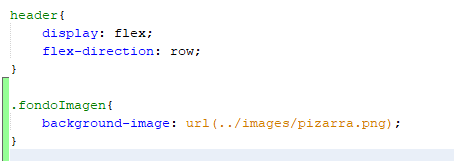 header{
    display: flex;
    flex-direction: row;
}

.fondoImagen{
    background-image: url(../images/pizarra.png);
}